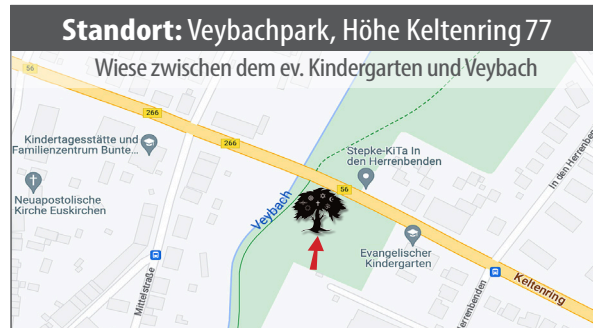 Standort: Veybachpark, Höhe Keltenring 77
Wiese zwischen dem ev. Kindergarten und Veybach
56
266
266
Kindertagesstätte und
Familienzentrum Bunte...
Stepke-KiTa In
den Herrenbenden
In den Herrenbenden
56
Neuapostolische
Kirche Euskirchen
Veybach
Evangelischer
Kindergarten
Mittelstraße
Keltenring
Herrenbenden